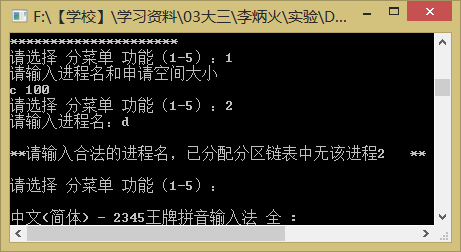 F:\【学校】\学习资料\03大三\李炳火\实验\D...
********************
请选择 分菜单 功能（1-5）：1
请输入进程名和申请空间大小
c 100
请选择 分菜单 功能（1-5）：2
请输入进程名：d
**请输入合法的进程名，已分配分区链表中无该进程2   **
请选择 分菜单 功能（1-5）：
中文(简体) - 2345王牌拼音输入法 全 :